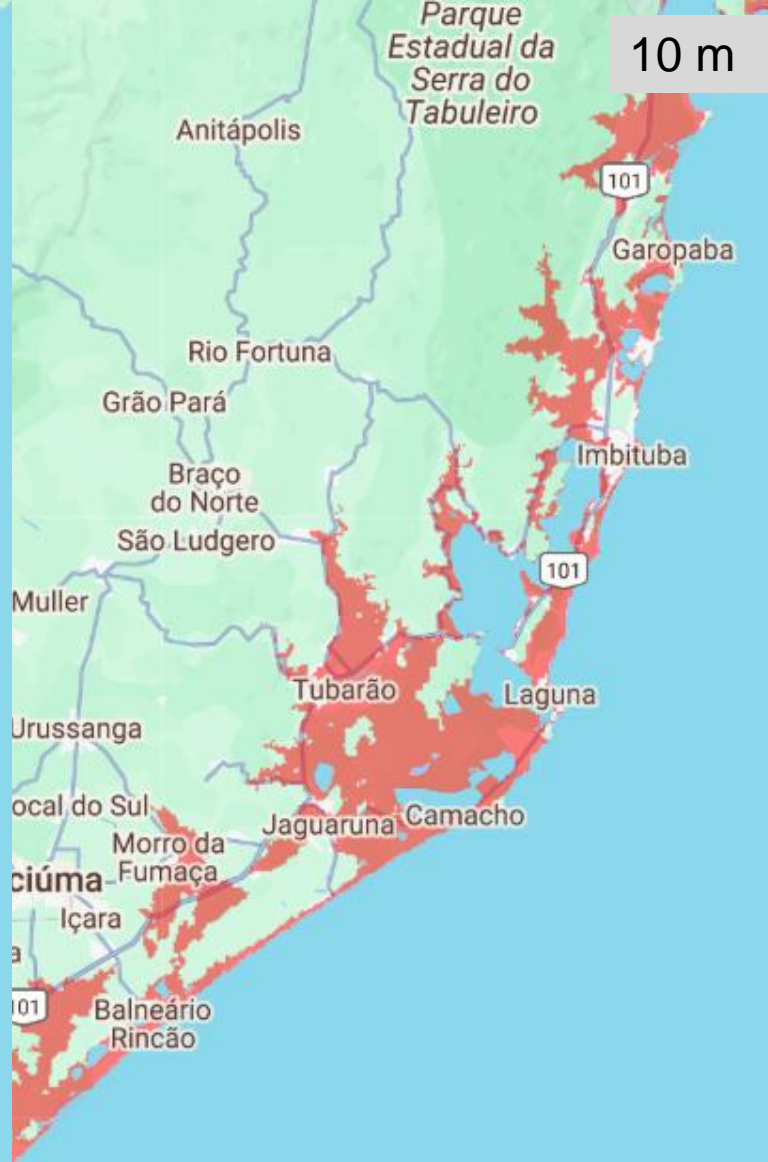 Parque
Estadual da
Serra do
Tabuleiro
10 m
Anitápolis
101
Garopaba
Rio Fortuna
Grão Pará
Imbituba
Braço
do Norte
São Ludgero
101
Muller
Tubarão
Laguna
Urussanga
ocal do Sul
Jaguaruna
Camacho
Morro da
Fumaça
ciúma
Içara
a
101
Balneário
Rincão